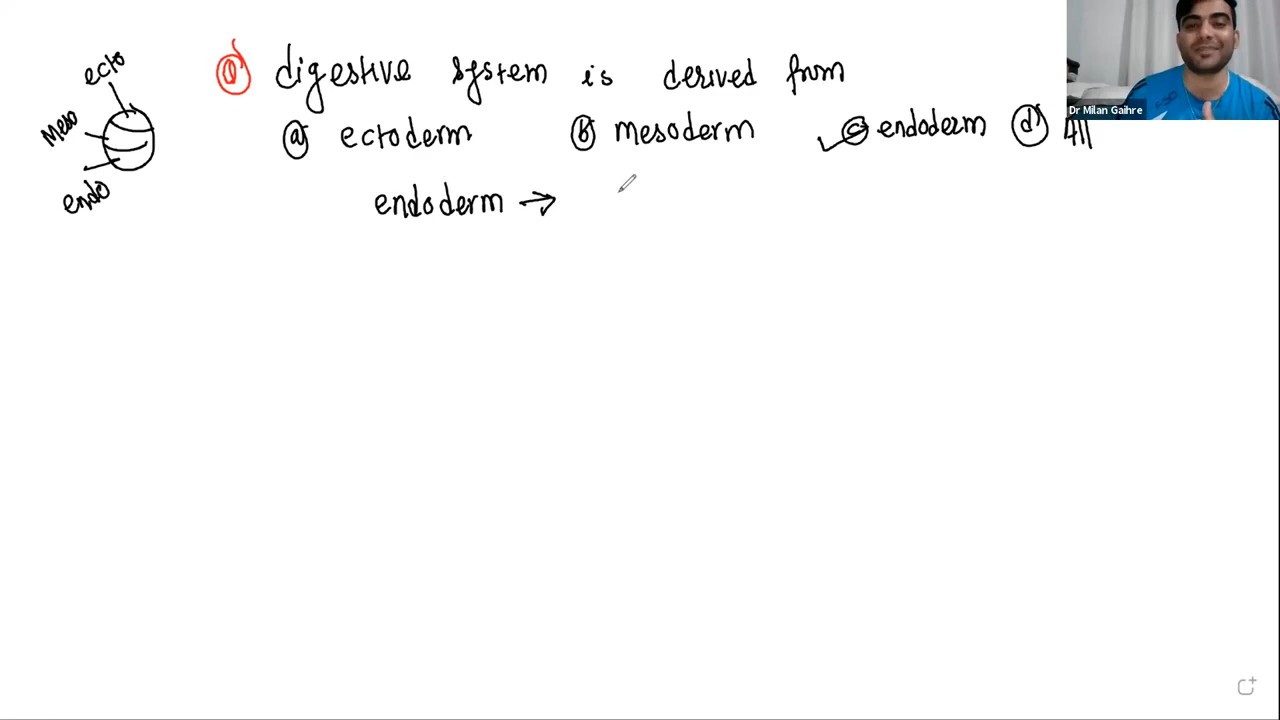 ecto
Meso
endo
Q digestive system is derived from
a ectoderm b mesoderm c endoderm d All
endoderm →
Dr Milan Gaihre